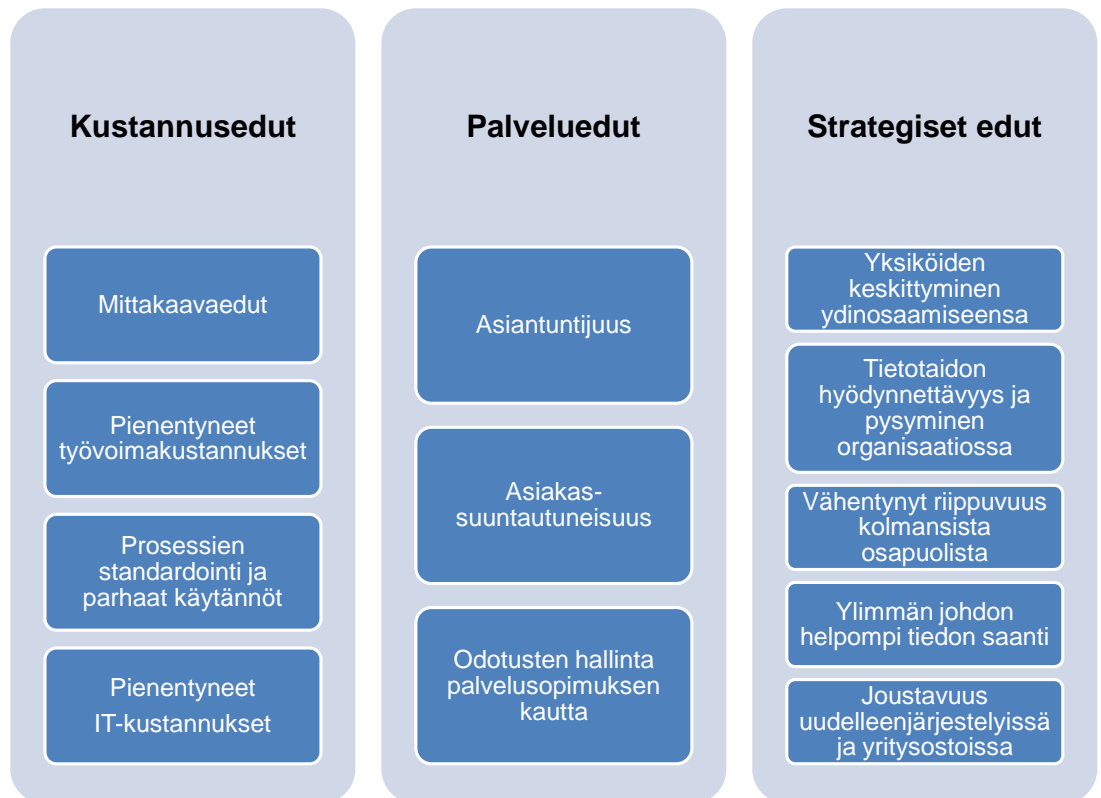 Kustannusedut
Mittakaavaedut
Pienentyneet
työvoimakustannukset
Prosessien
standardointi ja
parhaat käytännöt
Pienentyneet
IT-kustannukset
Palveluedut
Asiantuntijuus
Asiakas-
suuntautuneisuus
Odotusten hallinta
palvelusopimuksen
kautta
Strategiset edut
Yksiköiden
keskittyminen
ydinosaamiseensa
Tietotaidon
hyödynnettävyys ja
pysyminen
organisaatiossa
Vähentynyt riippuvuus
kolmansista
osapuolista
Ylimmän johdon
helpompi tiedon saanti
Joustavuus
uudelleenjärjestelyissä
ja yritysostoissa